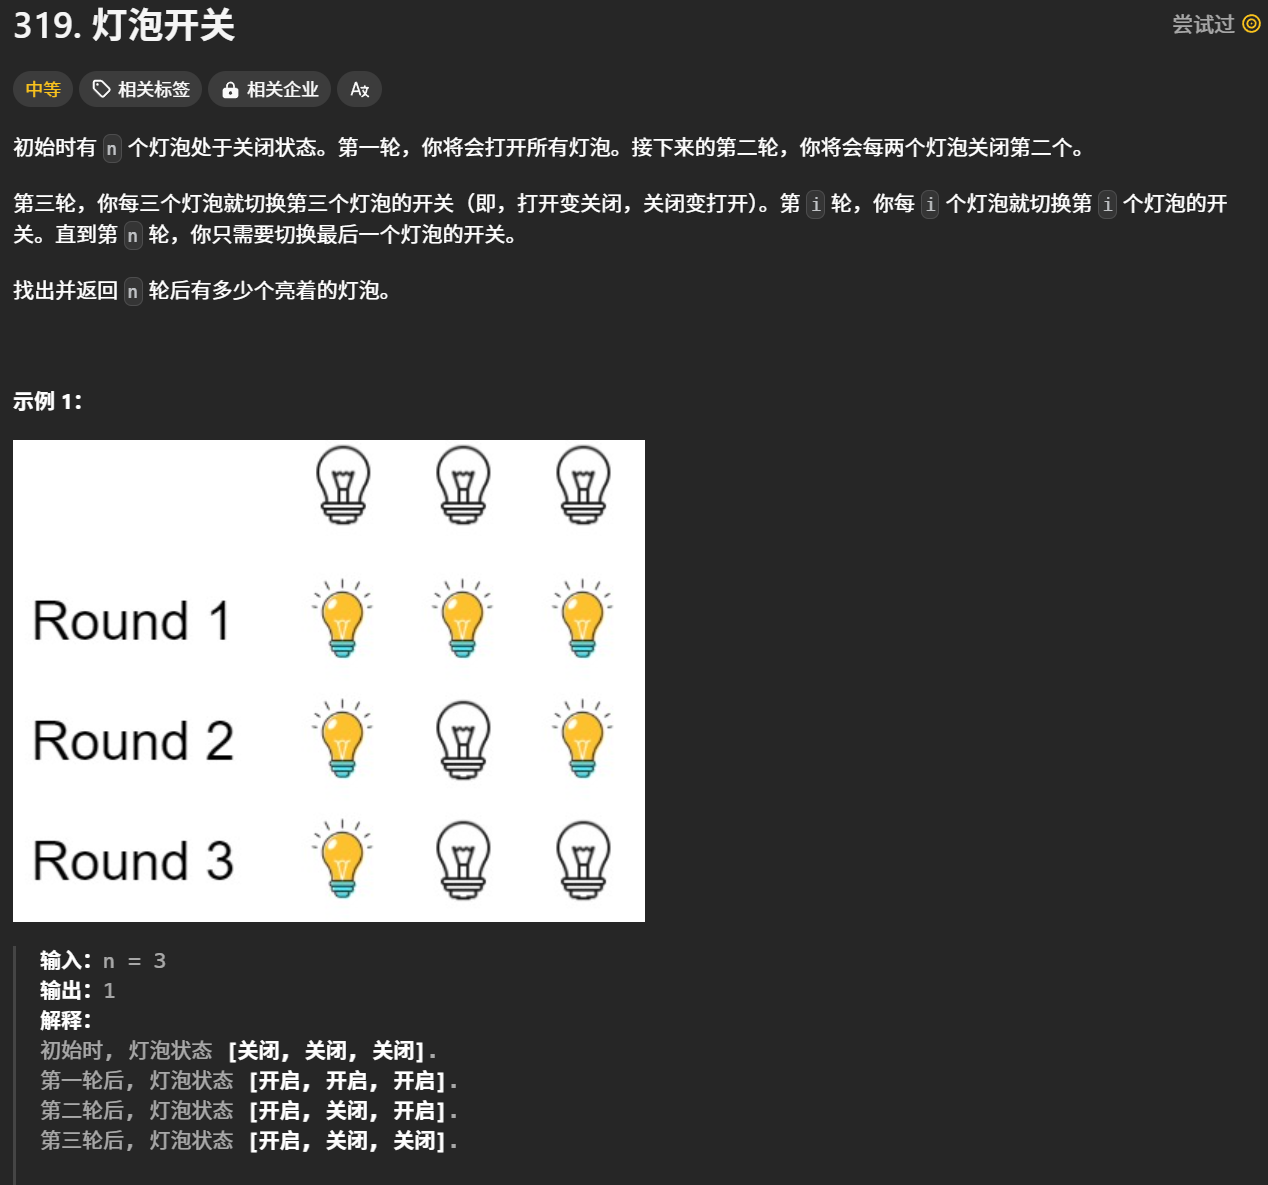 319. 灯泡开关
尝试过
中等 相关标签 相关企业
初始时有 n 个灯泡处于关闭状态。第一轮，你将会打开所有灯泡。接下来的第二轮，你将会每两个灯泡关闭第二个。
第三轮，你每三个灯泡就切换第三个灯泡的开关（即，打开变关闭，关闭变打开）。第 i 轮，你每 i 个灯泡就切换第 i 个灯泡的开
关。直到第 n 轮，你只需要切换最后一个灯泡的开关。
找出并返回 n 轮后有多少个亮着的灯泡。
示例 1：
Round 1
Round 2
Round 3
输入：n = 3
输出：1
解释：
初始时, 灯泡状态 [关闭, 关闭, 关闭].
第一轮后, 灯泡状态 [开启, 开启, 开启].
第二轮后, 灯泡状态 [开启, 关闭, 开启].
第三轮后, 灯泡状态 [开启, 关闭, 关闭].